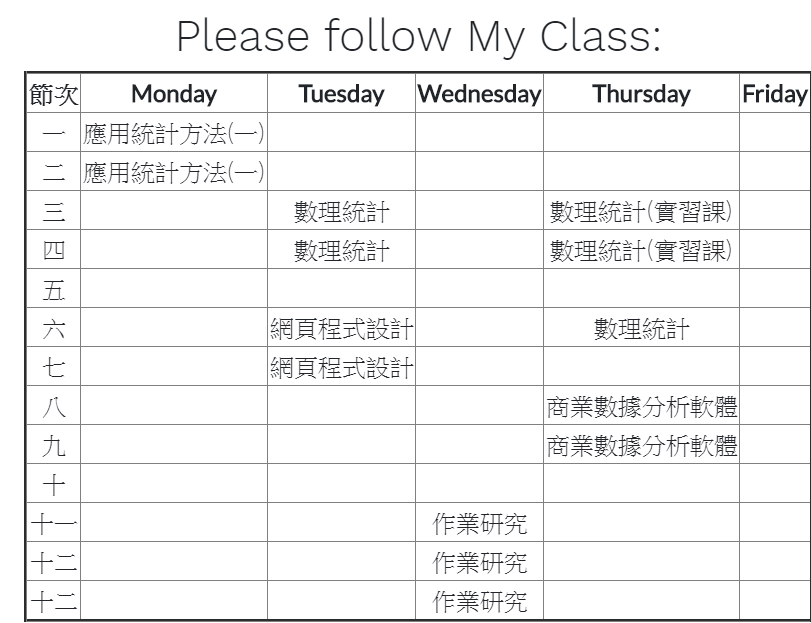 Please follow My Class:
節次 Monday Tuesday Wednesday Thursday Friday
一 應用統計方法(一)
二 應用統計方法(一)
三 數理統計 數理統計(實習課)
四 數理統計 數理統計(實習課)
五
六 網頁程式設計 數理統計
七 網頁程式設計
八 商業數據分析軟體
九 商業數據分析軟體
十
十一 作業研究
十二 作業研究
十二 作業研究